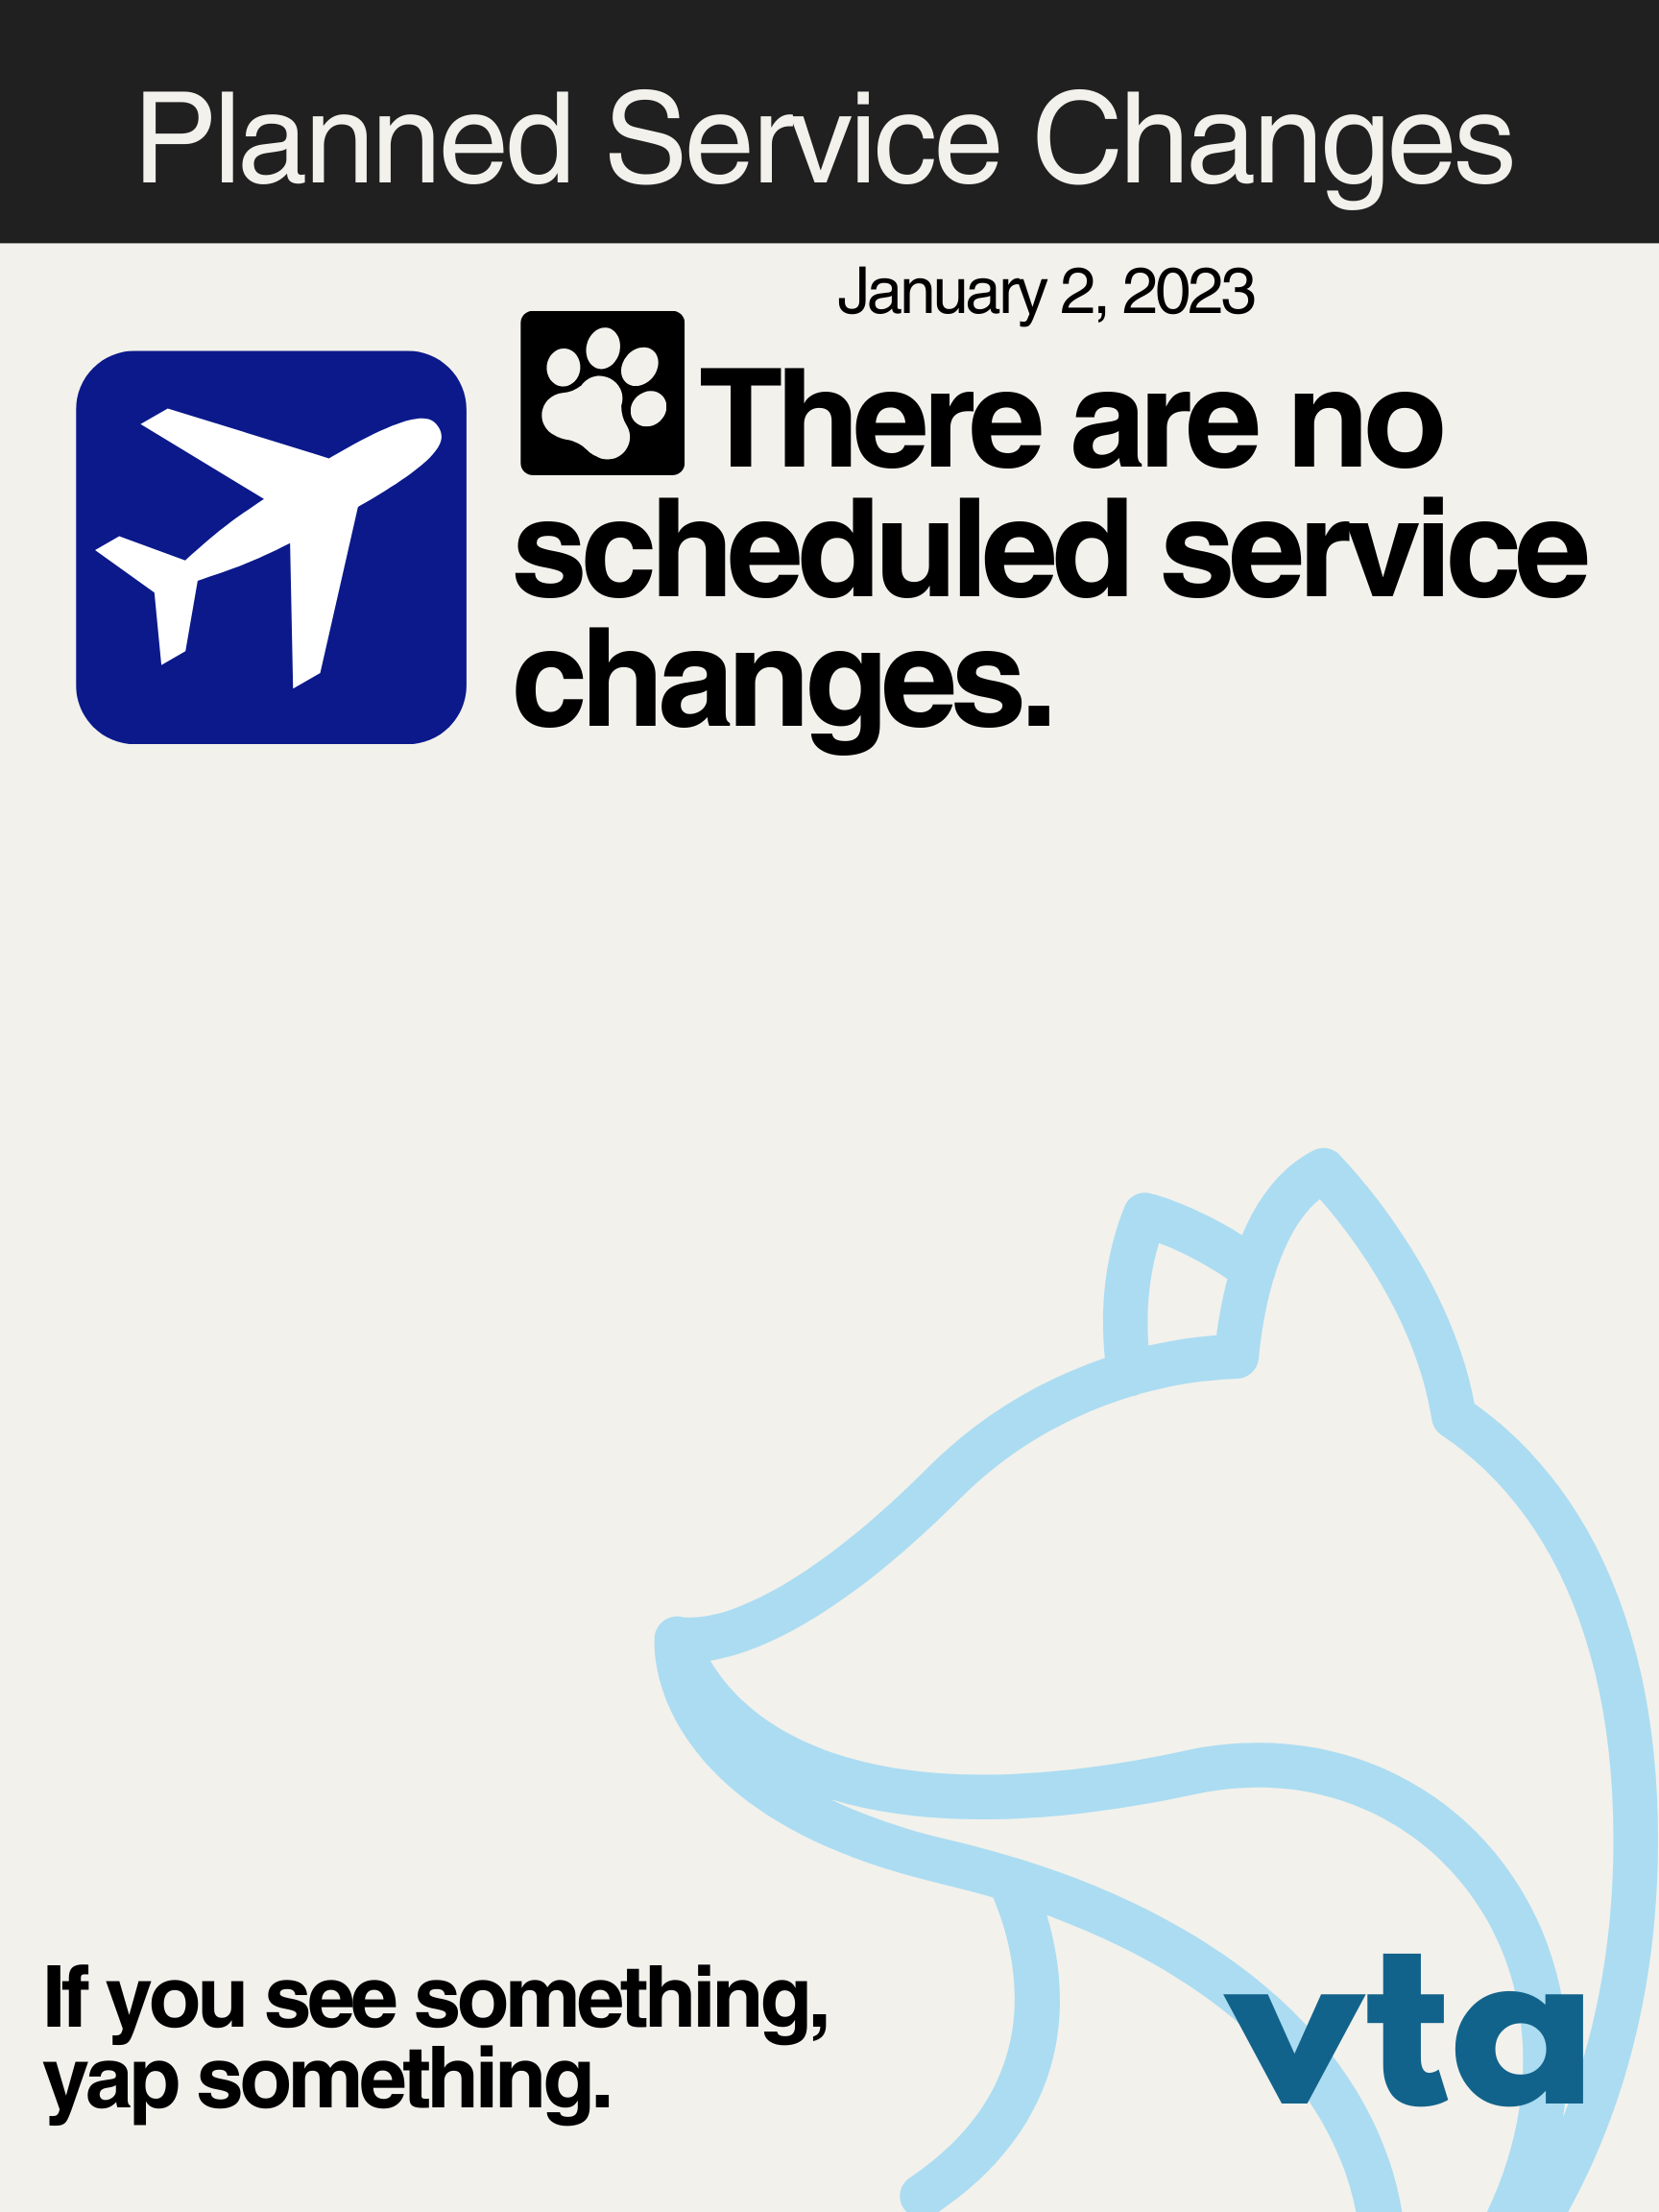 Planned Service Changes
January 2, 2023
There are no
scheduled service
changes.
If you see something,
yap something.
vta